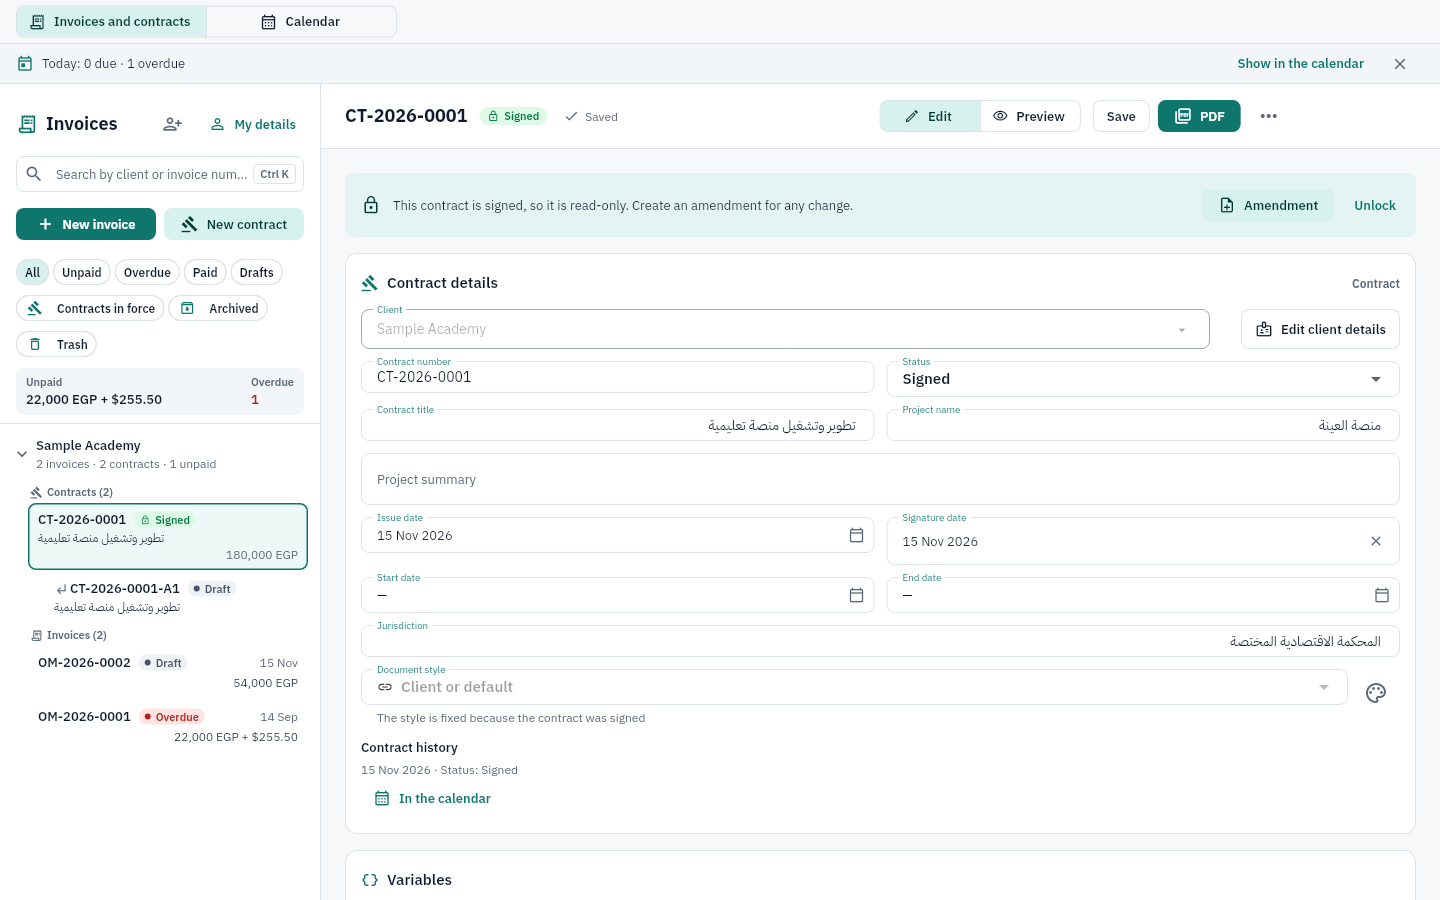 Invoices and contracts
Calendar
Today: 0 due · 1 overdue
Show in the calendar
Invoices
My details
Search by client or invoice num...
Ctrl K
New invoice
New contract
All
Unpaid
Overdue
Paid
Drafts
Contracts in force
Archived
Trash
Unpaid
Overdue
22,000 EGP + $255.50
1
Sample Academy
2 invoices · 2 contracts · 1 unpaid
Contracts (2)
CT-2026-0001
Signed
تطوير وتشغيل منصة تعليمية
180,000 EGP
CT-2026-0001-A1
Draft
تطوير وتشغيل منصة تعليمية
Invoices (2)
OM-2026-0002
Draft
15 Nov
54,000 EGP
OM-2026-0001
Overdue
14 Sep
22,000 EGP + $255.50
CT-2026-0001
Signed
Saved
Edit
Preview
Save
PDF
This contract is signed, so it is read-only. Create an amendment for any change.
Amendment
Unlock
Contract details
Contract
Client
Sample Academy
Edit client details
Contract number
CT-2026-0001
Status
Signed
Contract title
تطوير وتشغيل منصة تعليمية
Project name
منصة العينة
Project summary
Issue date
15 Nov 2026
Signature date
15 Nov 2026
Start date
—
End date
—
Jurisdiction
المحكمة الاقتصادية المختصة
Document style
Client or default
The style is fixed because the contract was signed
Contract history
15 Nov 2026 · Status: Signed
In the calendar
Variables